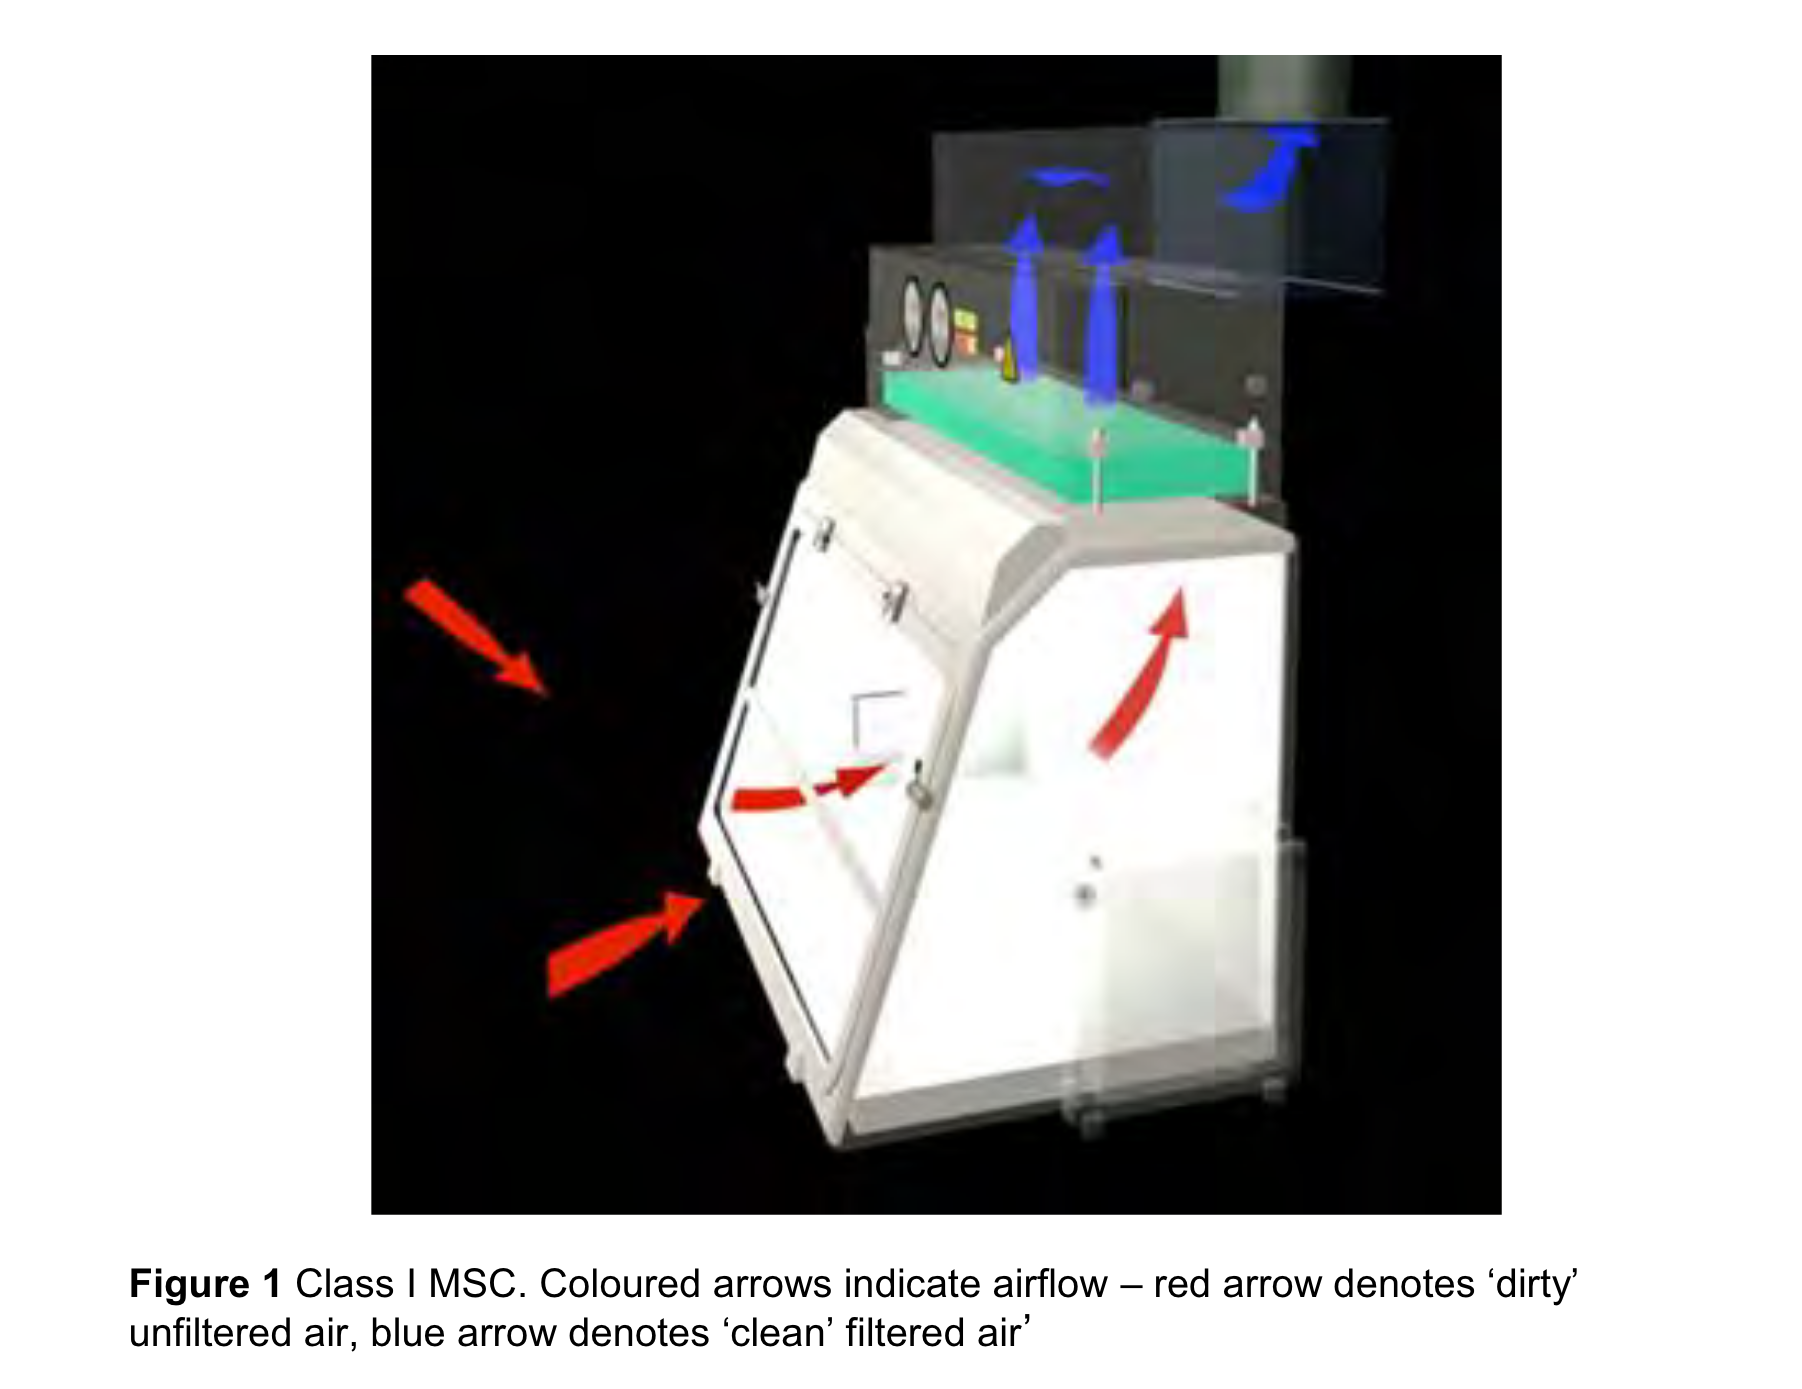 Figure 1 Class I MSC. Coloured arrows indicate airflow – red arrow denotes ‘dirty’
unfiltered air, blue arrow denotes ‘clean’ filtered air’